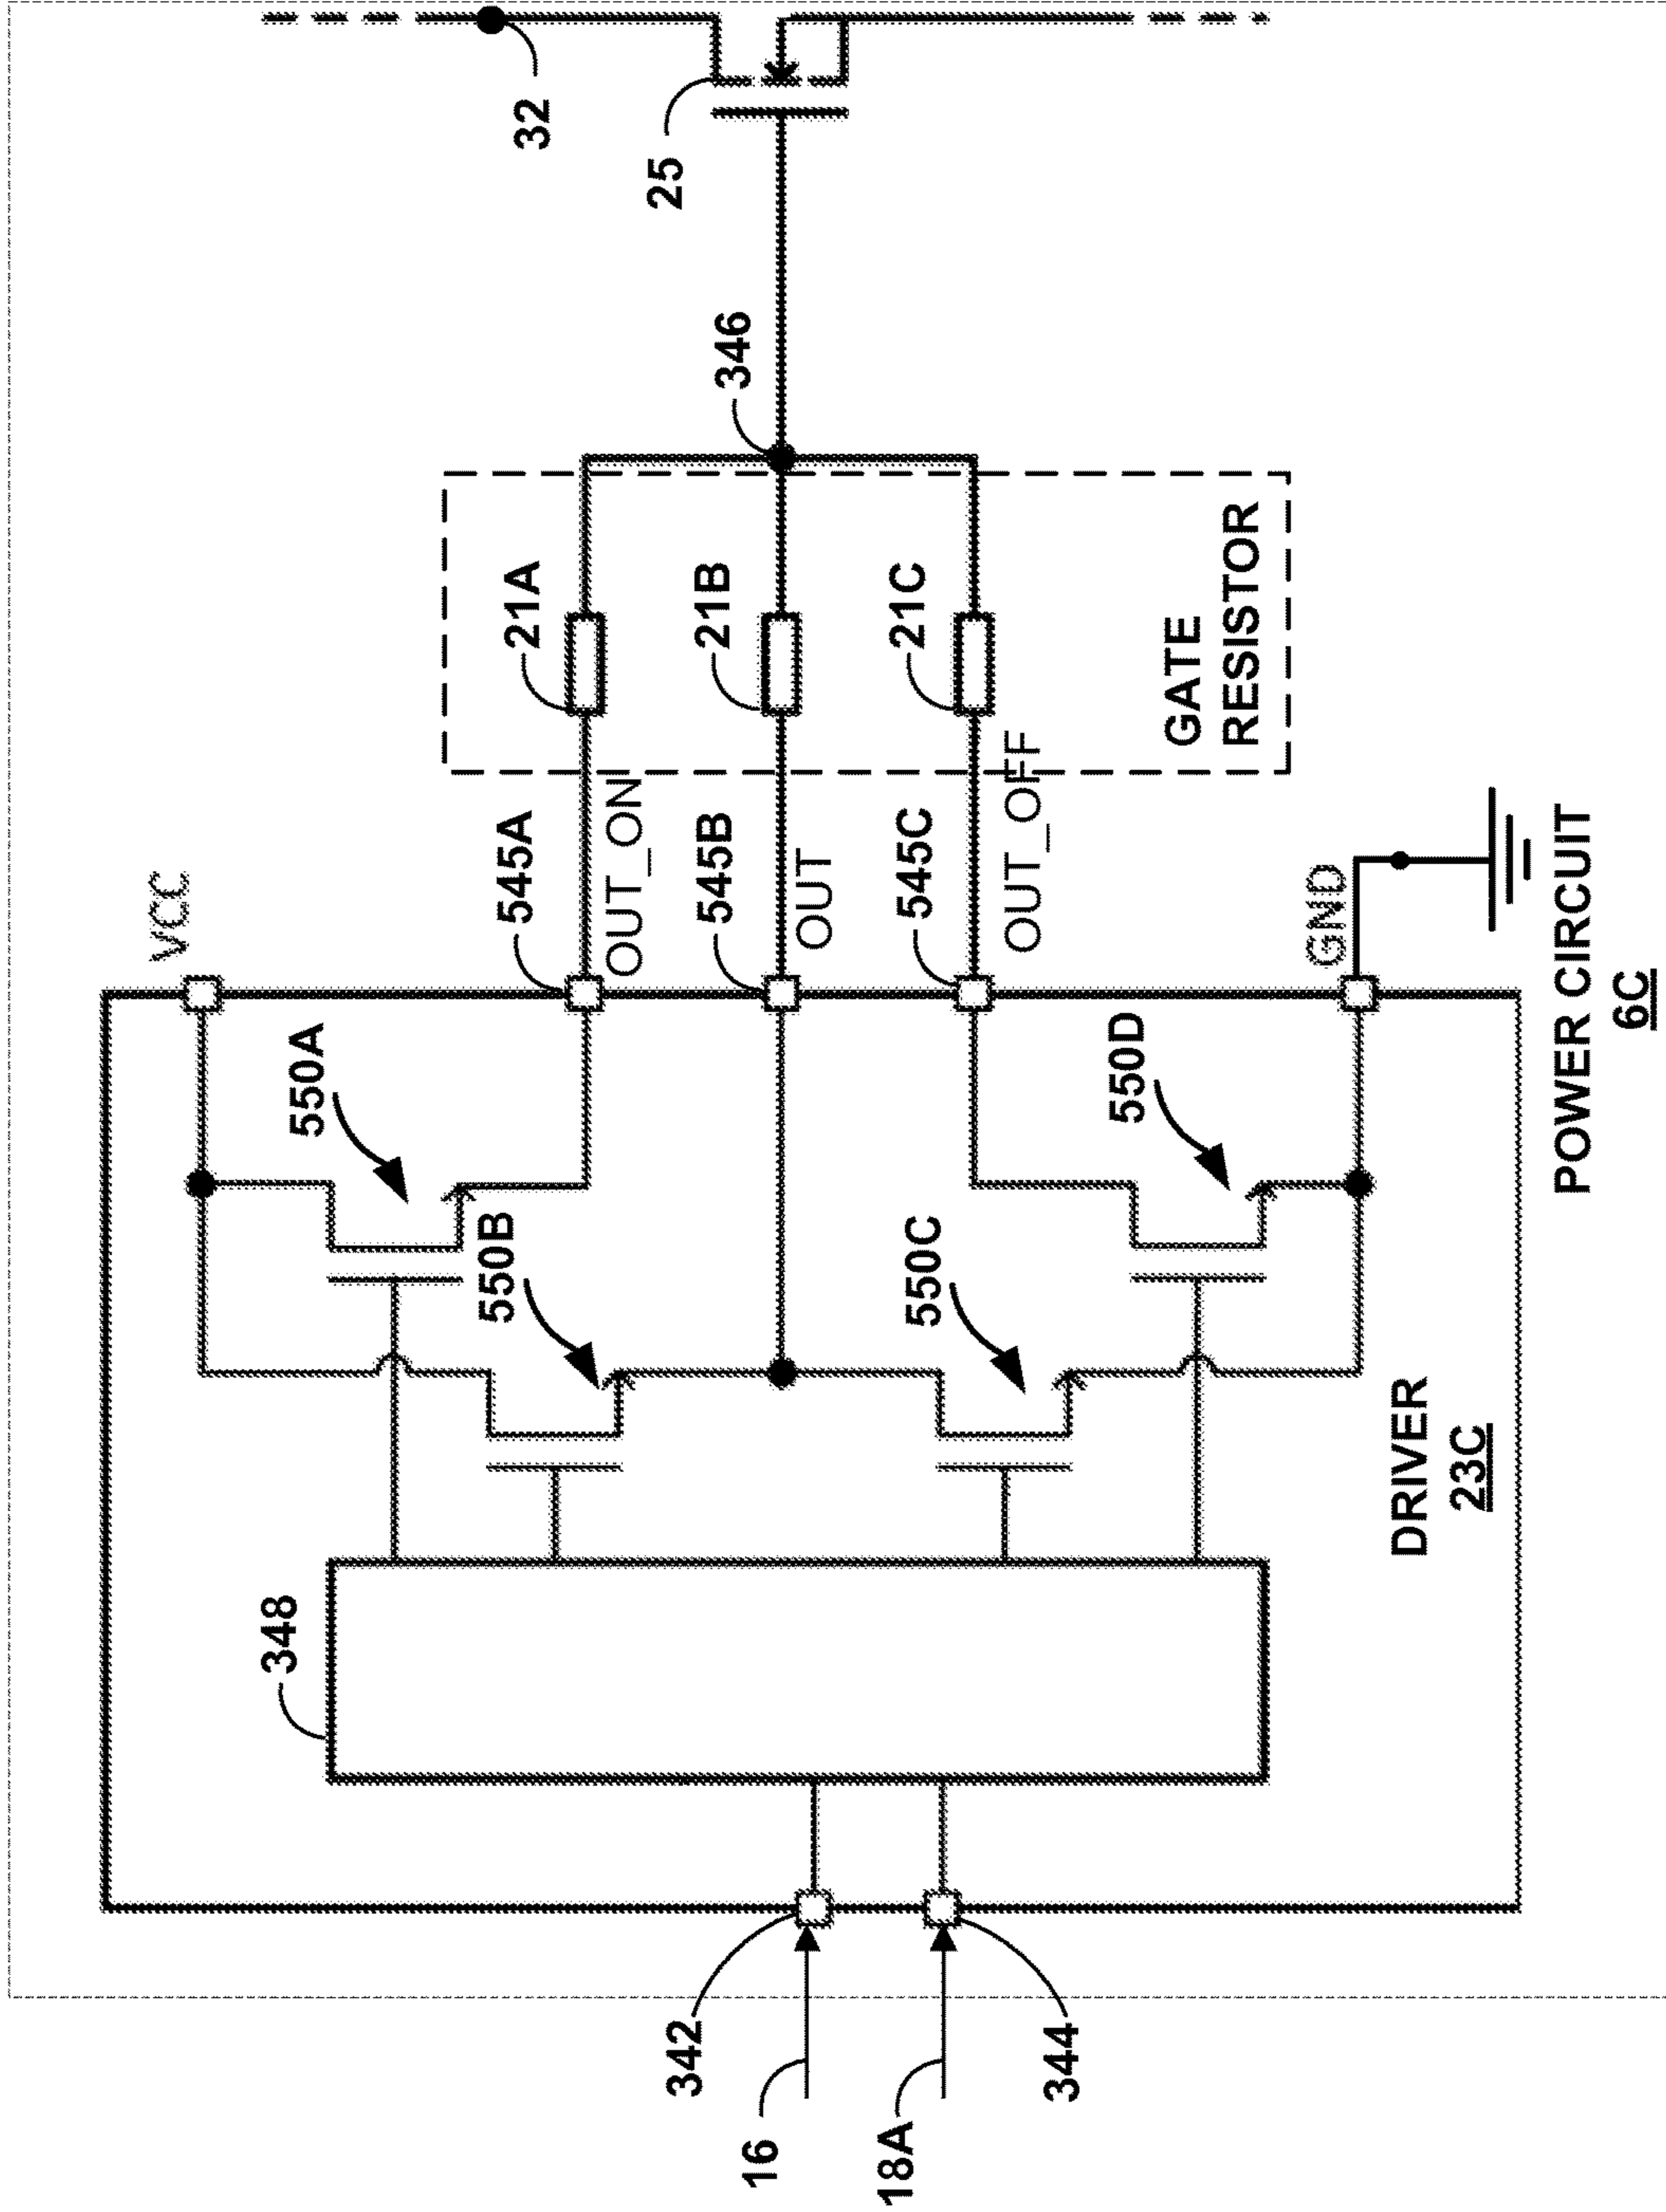 VCC
348
550A
550B
550C
550D
545A
OUT_ON
545B
OUT
545C
OUT_OFF
GND
21A
21B
21C
GATE
RESISTOR
346
25
32
342
16
18A
344
DRIVER
23C
POWER CIRCUIT
6C